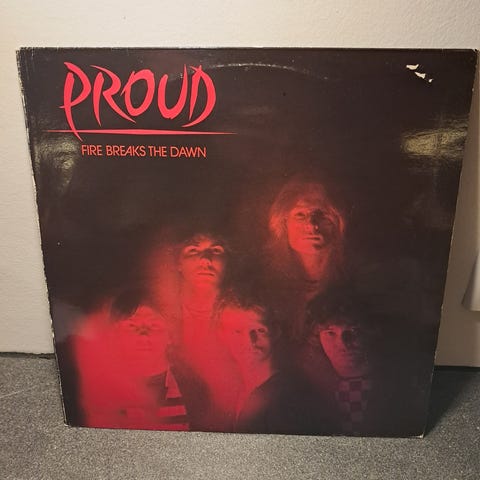 PROUD
FIRE BREAKS THE DAWN